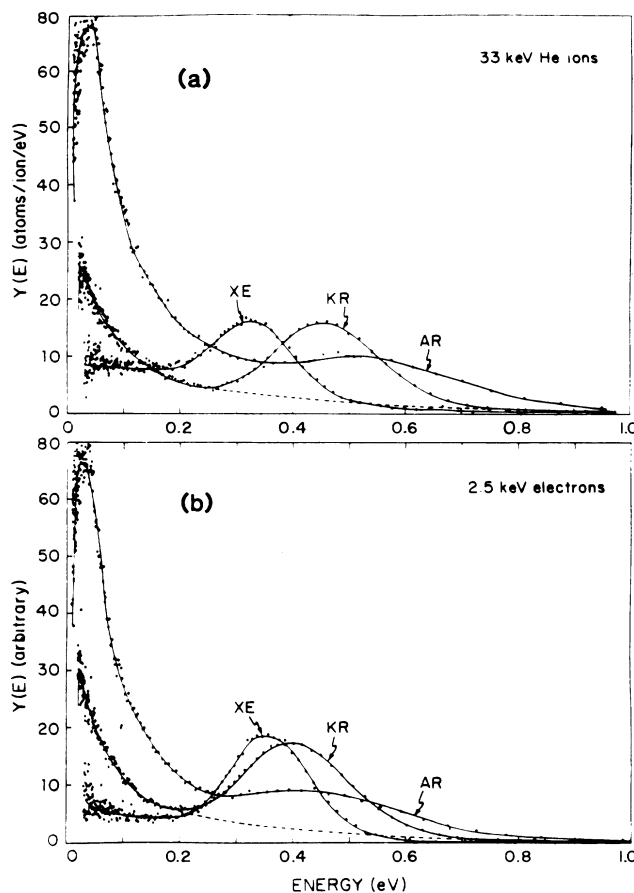 80
(a)
33 keV He ions
60
50
40
30
20
10
0
Y(E) (atoms/ion/eV)
XE
KR
AR
0
0.2
0.4
0.6
0.8
1.0
80
(b)
2.5 keV electrons
60
50
40
30
20
10
0
Y(E) (arbitrary)
XE
KR
AR
0
0.2
0.4
0.6
0.8
1.0
ENERGY (eV)